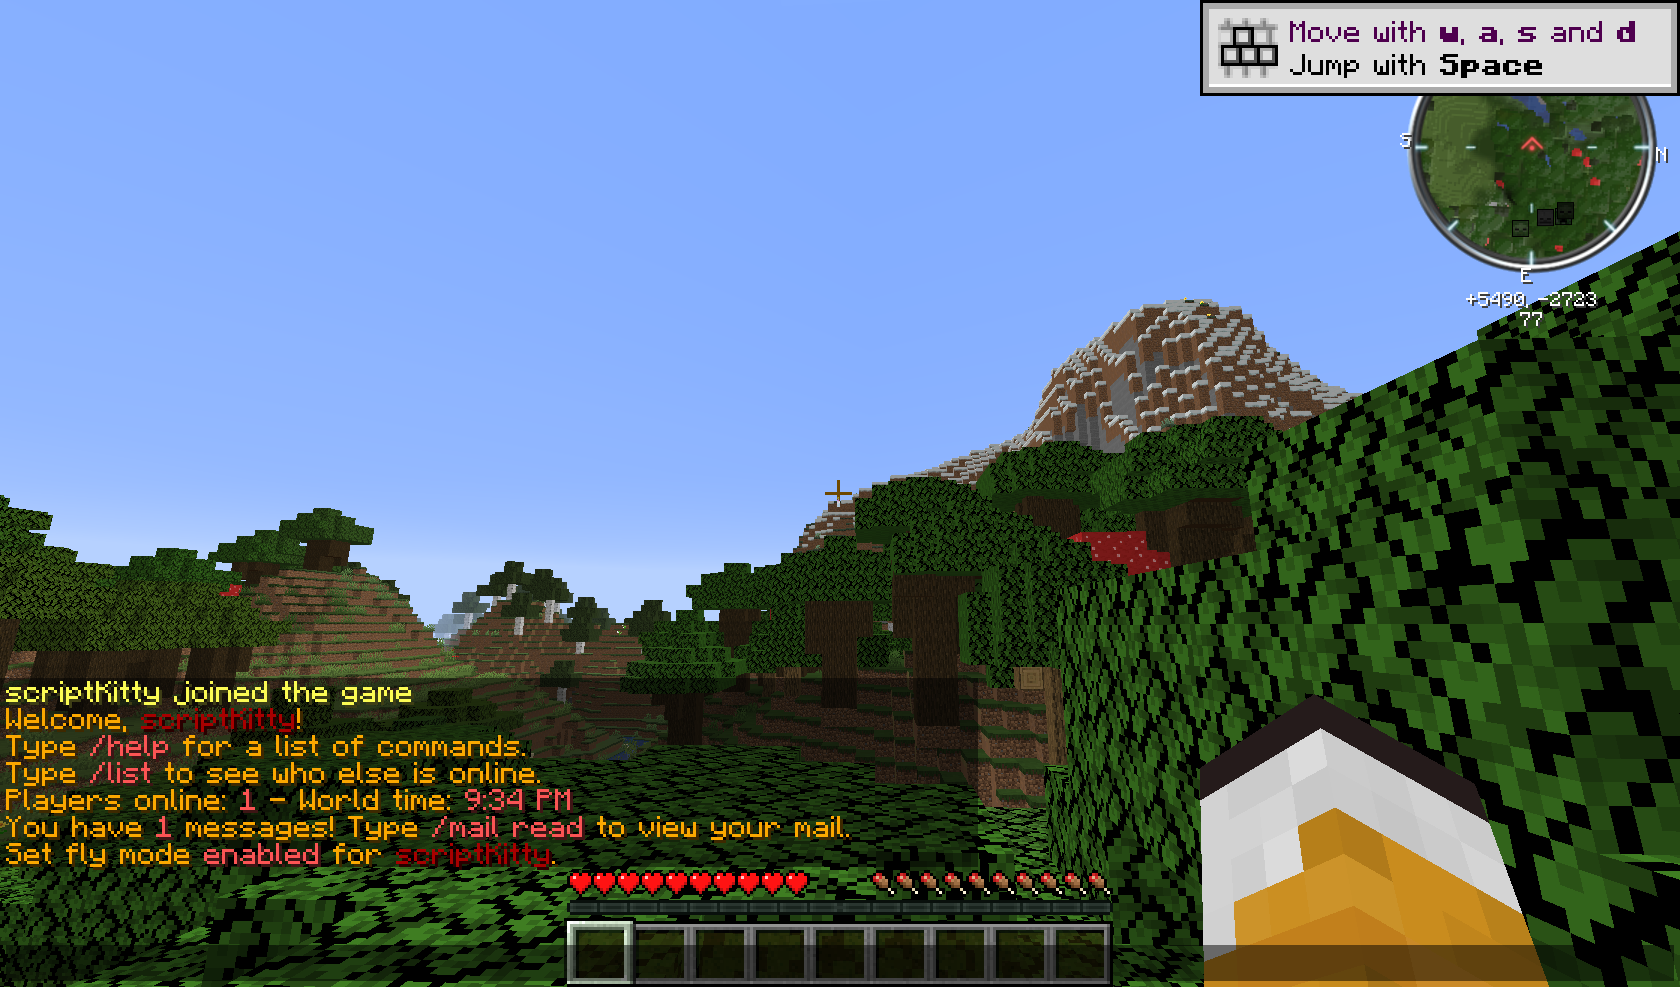 Move with w, a, s and d
Jump with Space
S
N
E
+5490, -2723
77
scriptKitty joined the game
Welcome, scriptKitty!
Type /help for a list of commands.
Type /list to see who else is online.
Players online: 1 - World time: 9:34 PM
You have 1 messages! Type /mail read to view your mail.
Set fly mode enabled for scriptKitty.